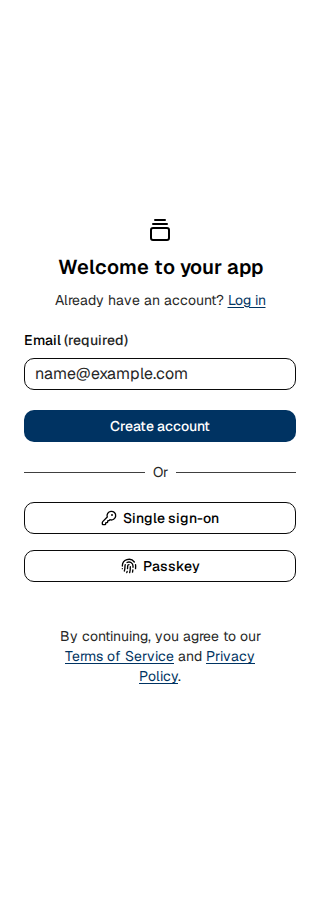 Welcome to your app
Already have an account? Log in
Email (required)
name@example.com
Create account
Or
Single sign-on
Passkey
By continuing, you agree to our
Terms of Service and Privacy
Policy.